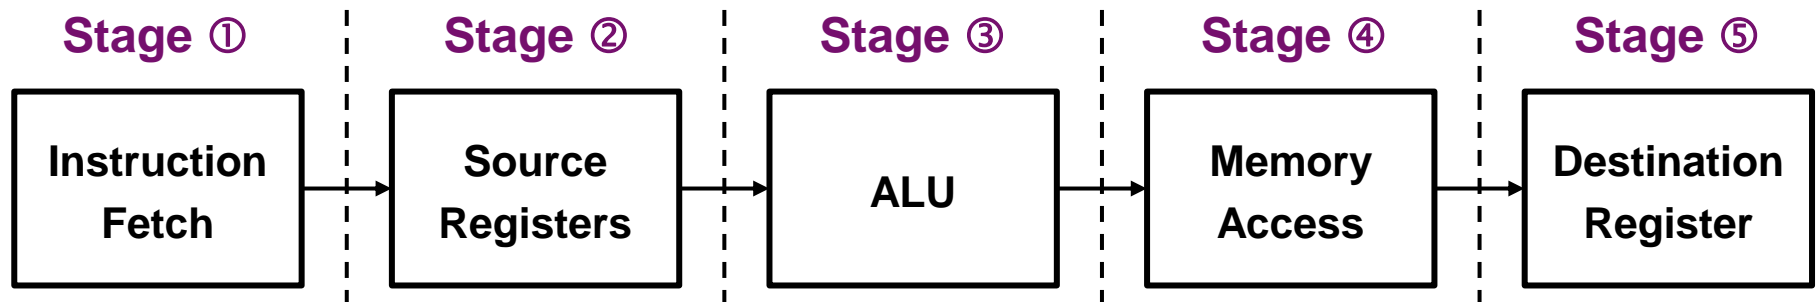 Stage ① Stage ② Stage ③ Stage ④ Stage ⑤
Instruction
Fetch
Source
Registers
ALU
Memory
Access
Destination
Register